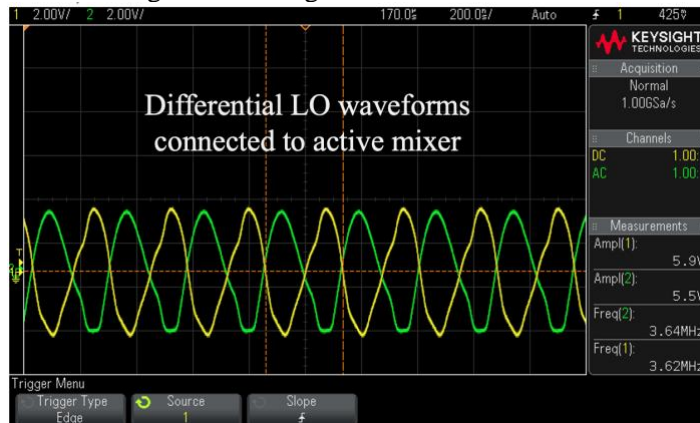 1 2.00V/ 2 2.00V/ 170.0s 200.0s/ Auto 1 425V
KEYSIGHT
TECHNOLOGIES
Acquisition
Normal
1.00GSa/s
Channels
DC 1.00:
AC 1.00:
Measurements
Ampl(1):
5.9V
Ampl(2):
5.5V
Freq(2):
3.64MHz
Freq(1):
3.62MHz
Differential LO waveforms
connected to active mixer
T
Trigger Menu
Trigger Type Source Slope
Edge 1